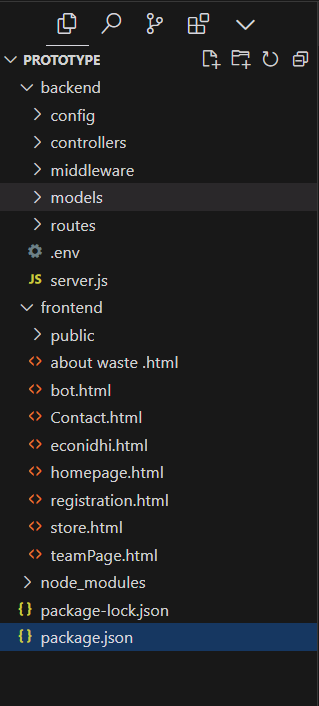 PROTOTYPE
backend
config
controllers
middleware
models
routes
.env
JS server.js
frontend
public
<> about waste .html
<> bot.html
<> Contact.html
<> econidhi.html
<> homepage.html
<> registration.html
<> store.html
<> teamPage.html
node_modules
{} package-lock.json
{} package.json